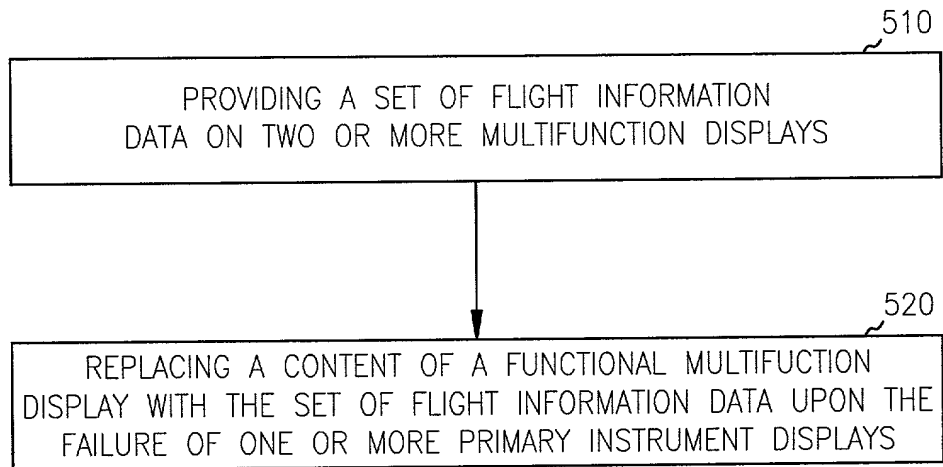 510
PROVIDING A SET OF FLIGHT INFORMATION
DATA ON TWO OR MORE MULTIFUNCTION DISPLAYS
520
REPLACING A CONTENT OF A FUNCTIONAL MULTIFUCTION
DISPLAY WITH THE SET OF FLIGHT INFORMATION DATA UPON THE
FAILURE OF ONE OR MORE PRIMARY INSTRUMENT DISPLAYS